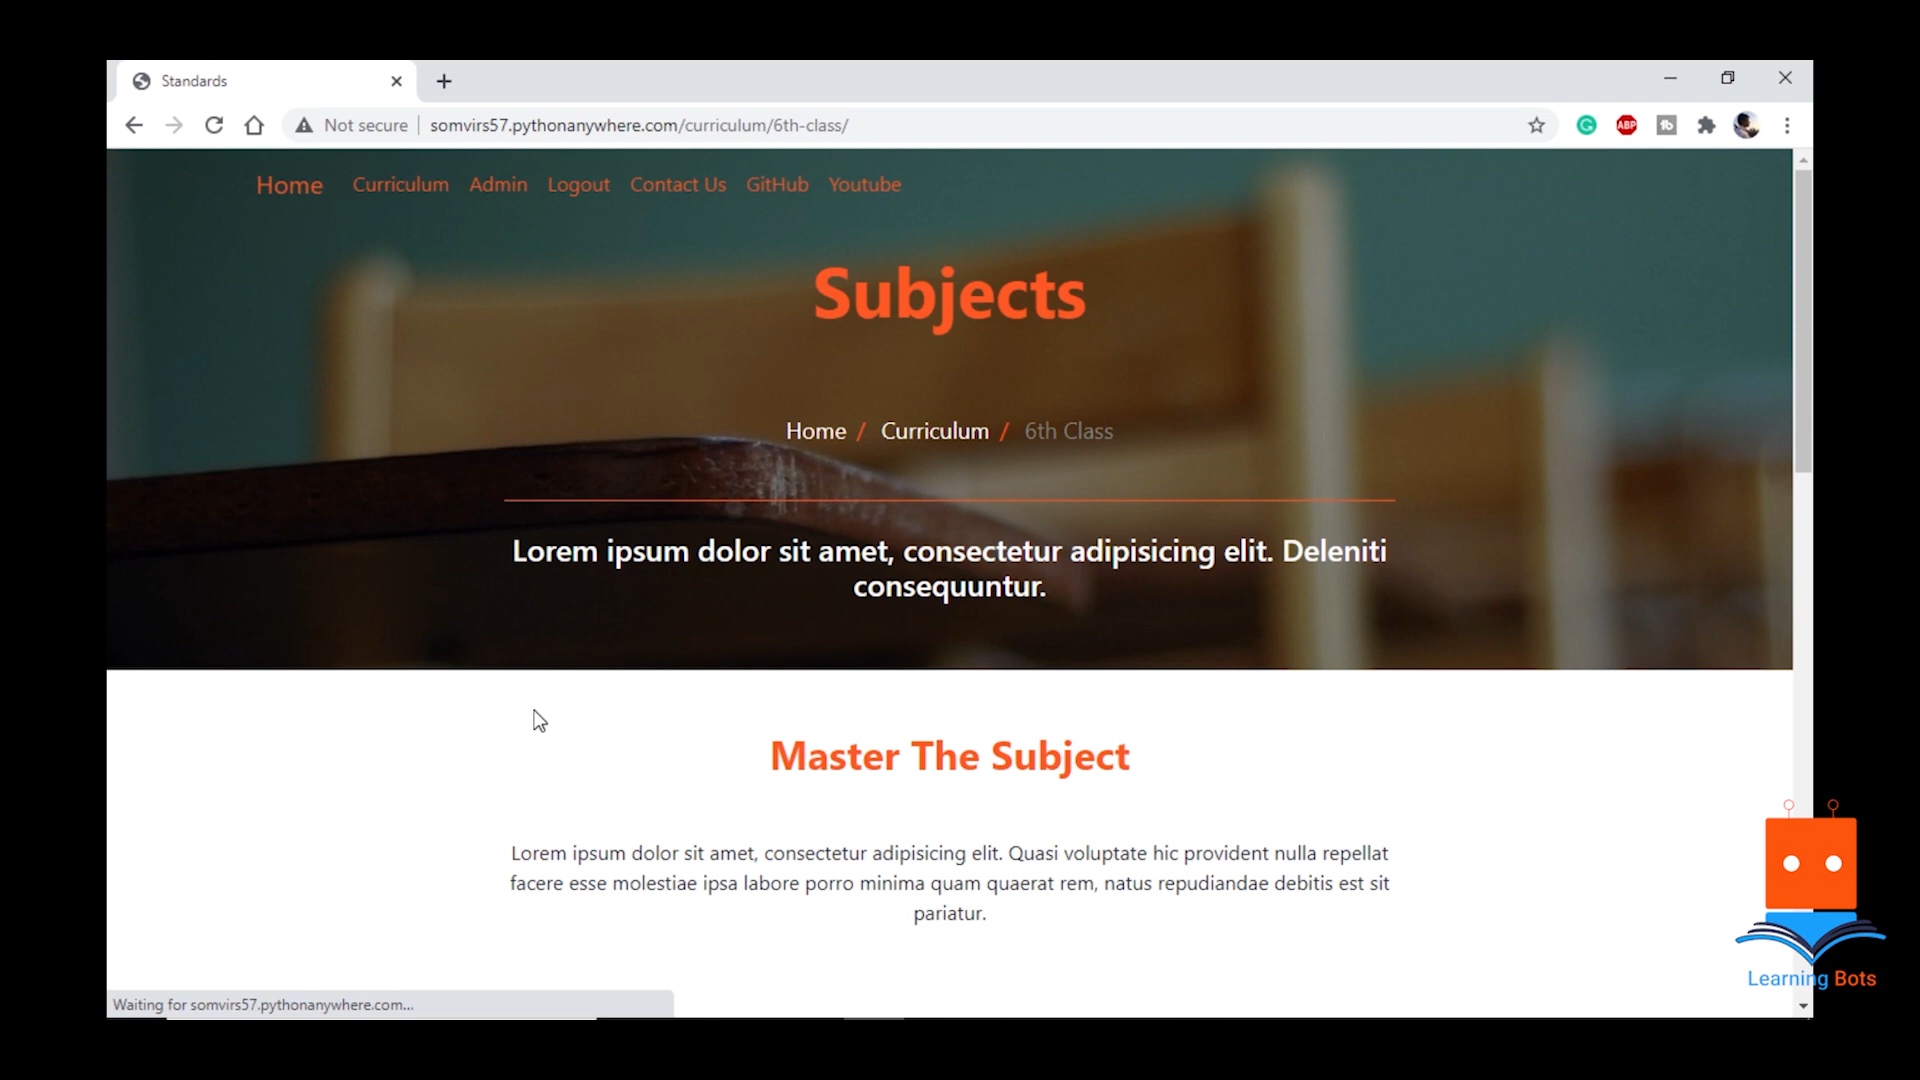 Standards
Not secure somvirs57.pythonanywhere.com/curriculum/6th-class/
ABP
Home Curriculum Admin Logout Contact Us GitHub Youtube
Subjects
Home / Curriculum / 6th Class
Lorem ipsum dolor sit amet, consectetur adipisicing elit. Deleniti
consequuntur.
Master The Subject
Lorem ipsum dolor sit amet, consectetur adipisicing elit. Quasi voluptate hic provident nulla repellat
facere esse molestiae ipsa labore porro minima quam quaerat rem, natus repudiandae debitis est sit
pariatur.
Learning Bots
Waiting for somvirs57.pythonanywhere.com...